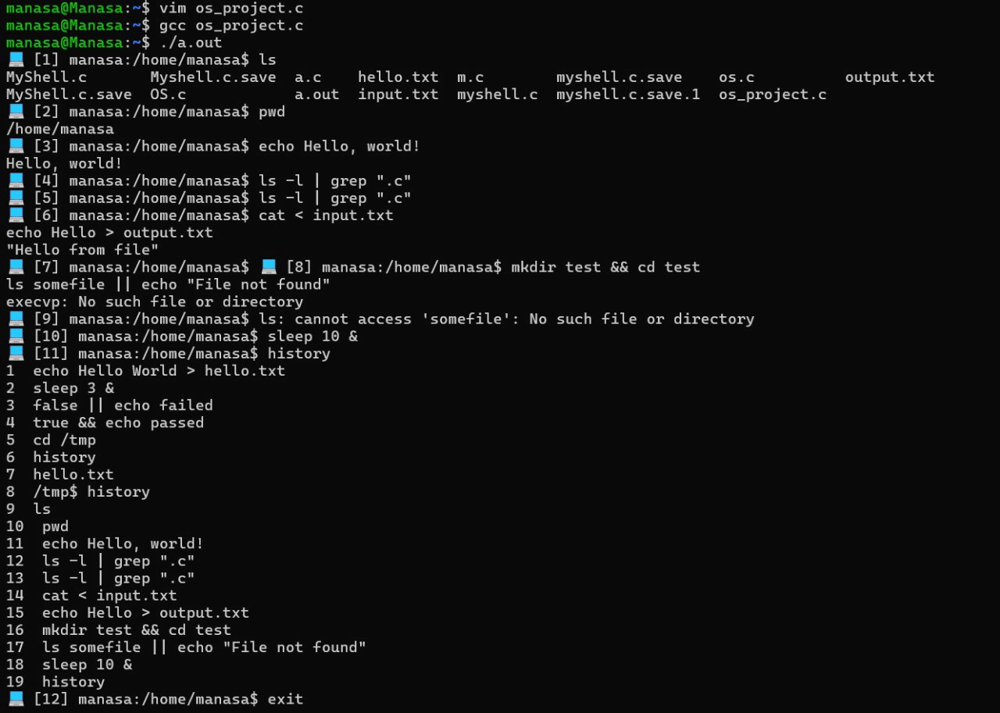 manasa@Manasa:~$ vim os_project.c
manasa@Manasa:~$ gcc os_project.c
manasa@Manasa:~$ ./a.out
💻 [1] manasa:/home/manasa$ ls
MyShell.c       Myshell.c.save  a.c    hello.txt  m.c        myshell.c.save    os.c          output.txt
MyShell.c.save  OS.c            a.out  input.txt  myshell.c  myshell.c.save.1  os_project.c
💻 [2] manasa:/home/manasa$ pwd
/home/manasa
💻 [3] manasa:/home/manasa$ echo Hello, world!
Hello, world!
💻 [4] manasa:/home/manasa$ ls -l | grep ".c"
💻 [5] manasa:/home/manasa$ ls -l | grep ".c"
💻 [6] manasa:/home/manasa$ cat < input.txt
echo Hello > output.txt
"Hello from file"
💻 [7] manasa:/home/manasa$ 💻 [8] manasa:/home/manasa$ mkdir test && cd test
ls somefile || echo "File not found"
execvp: No such file or directory
💻 [9] manasa:/home/manasa$ ls: cannot access 'somefile': No such file or directory
💻 [10] manasa:/home/manasa$ sleep 10 &
💻 [11] manasa:/home/manasa$ history
1  echo Hello World > hello.txt
2  sleep 3 &
3  false || echo failed
4  true && echo passed
5  cd /tmp
6  history
7  hello.txt
8  /tmp$ history
9  ls
10  pwd
11  echo Hello, world!
12  ls -l | grep ".c"
13  ls -l | grep ".c"
14  cat < input.txt
15  echo Hello > output.txt
16  mkdir test && cd test
17  ls somefile || echo "File not found"
18  sleep 10 &
19  history
💻 [12] manasa:/home/manasa$ exit